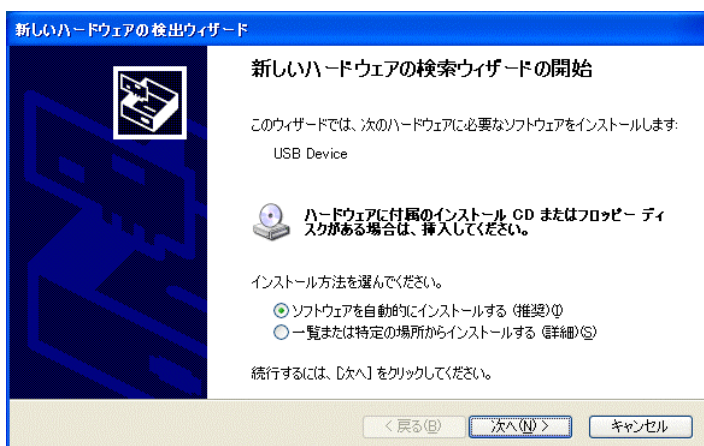 新しいハードウェアの検出ウィザード
新しいハードウェアの検索ウィザードの開始
このウィザードでは、次のハードウェアに必要なソフトウェアをインストールします:
USB Device
ハードウェアに付属のインストール CD またはフロッピー ディ
スクがある場合は、挿入してください。
インストール方法を選んでください。
ソフトウェアを自動的にインストールする (推奨)(I)
一覧または特定の場所からインストールする (詳細)(S)
続行するには、[次へ] をクリックしてください。
< 戻る(B) 次へ(N) > キャンセル